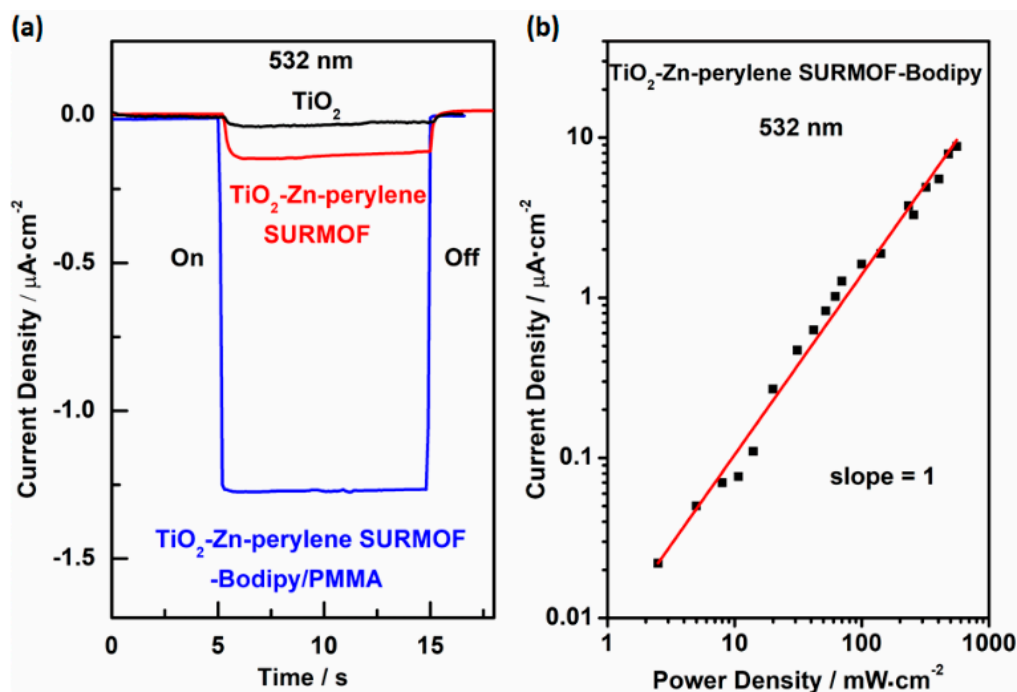 (a)
532 nm
TiO₂
TiO₂-Zn-perylene
SURMOF
On
Off
TiO₂-Zn-perylene SURMOF
-Bodipy/PMMA
0.0
-0.5
-1.0
-1.5
Current Density / μA·cm⁻²
0
5
10
15
Time / s
(b)
TiO₂-Zn-perylene SURMOF-Bodipy
532 nm
slope = 1
10
1
0.1
0.01
Current Density / μA·cm⁻²
1
10
100
1000
Power Density / mW·cm⁻²